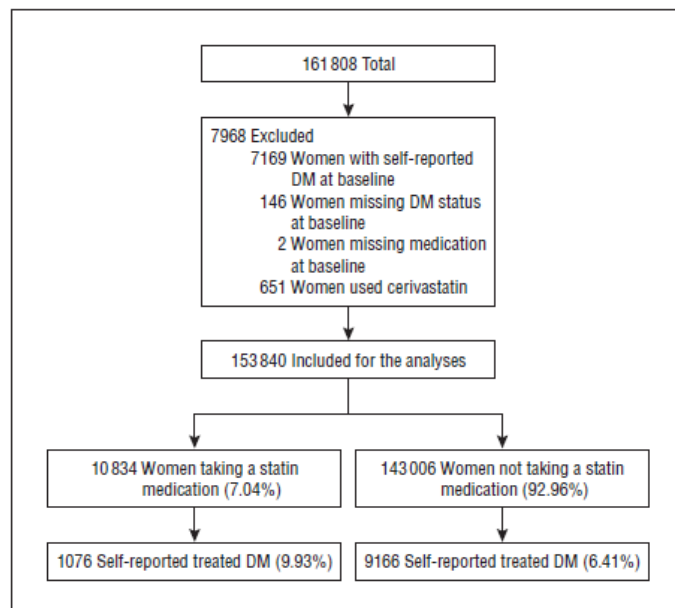 161 808 Total
7968 Excluded
7169 Women with self-reported
DM at baseline
146 Women missing DM status
at baseline
2 Women missing medication
at baseline
651 Women used cerivastatin
153 840 Included for the analyses
10 834 Women taking a statin
medication (7.04%)
143 006 Women not taking a statin
medication (92.96%)
1076 Self-reported treated DM (9.93%)
9166 Self-reported treated DM (6.41%)